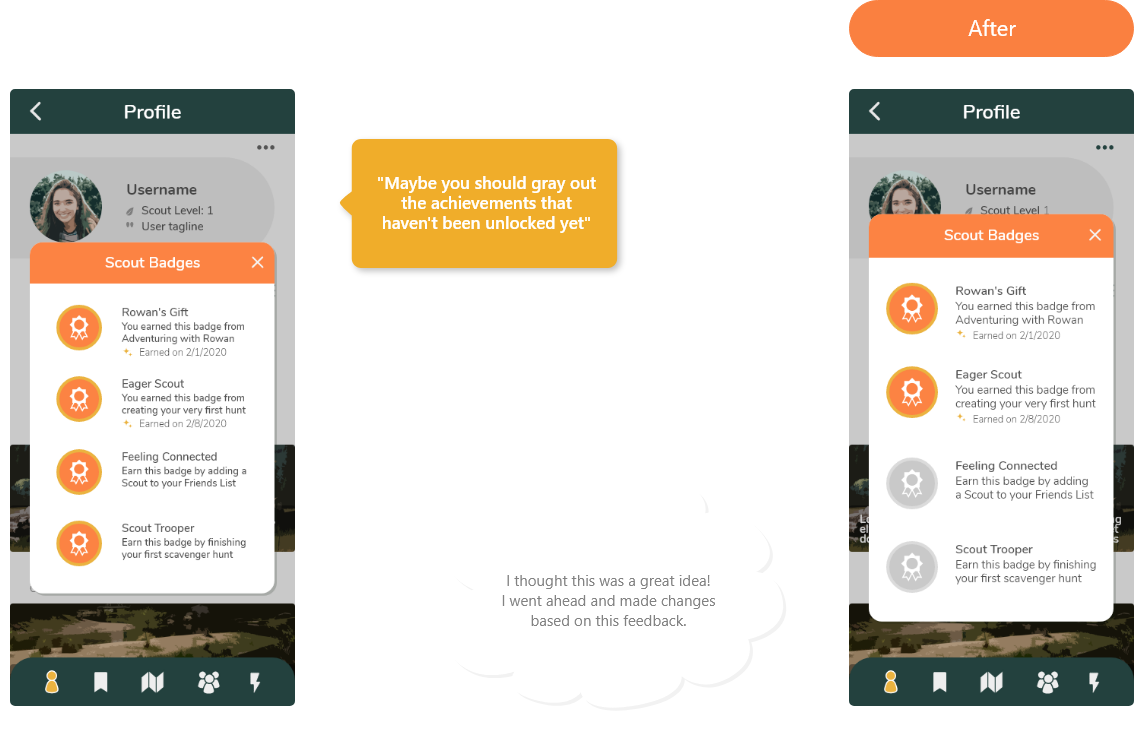 After
Profile
Username
Scout Level: 1
User tagline
Scout Badges
Rowan's Gift
You earned this badge from
Adventuring with Rowan
Earned on 2/1/2020
Eager Scout
You earned this badge from
creating your very first hunt
Earned on 2/8/2020
Feeling Connected
Earn this badge by adding a
Scout to your Friends List
Scout Trooper
Earn this badge by finishing
your first scavenger hunt
"Maybe you should gray out
the achievements that
haven't been unlocked yet"
I thought this was a great idea!
I went ahead and made changes
based on this feedback.
Profile
Username
Scout Level 1
Scout Badges
Rowan's Gift
You earned this badge from
Adventuring with Rowan
Earned on 2/1/2020
Eager Scout
You earned this badge from
creating your very first hunt
Earned on 2/8/2020
Feeling Connected
Earn this badge by adding
a Scout to your Friends List
Scout Trooper
Earn this badge by finishing
your first scavenger hunt